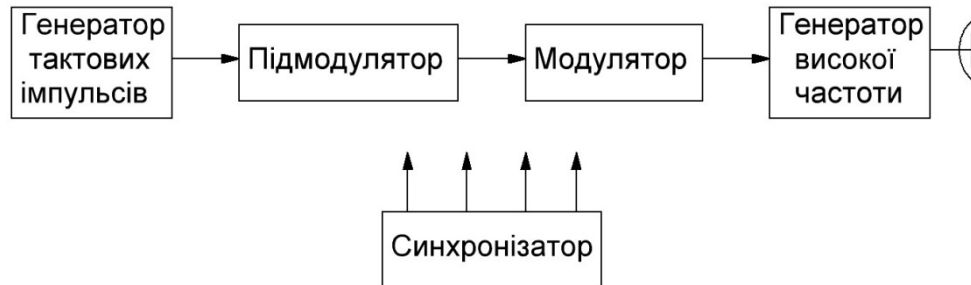 Генератор
тактових
імпульсів
Підмодулятор
Модулятор
Генератор
високої
частоти
Синхронізатор